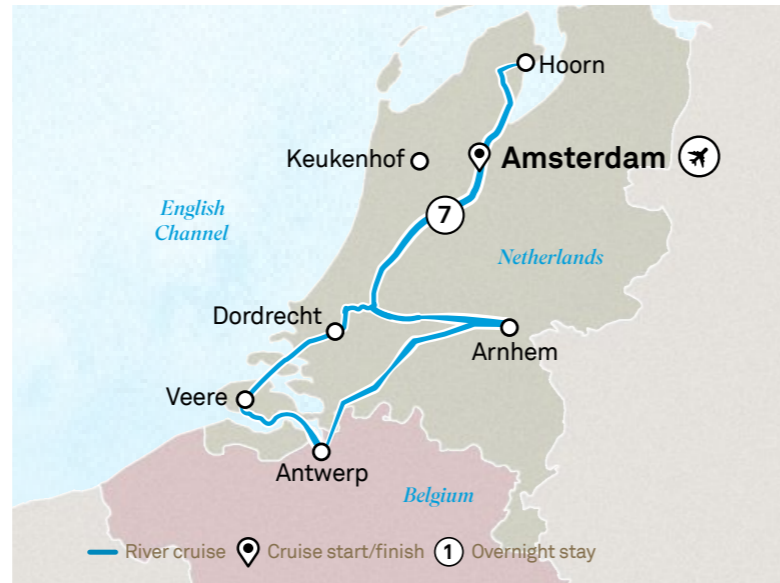 Hoorn
Keukenhof
Amsterdam
English
Channel
7
Netherlands
Dordrecht
Arnhem
Veere
Antwerp
Belgium
River cruise Cruise start/finish 1 Overnight stay